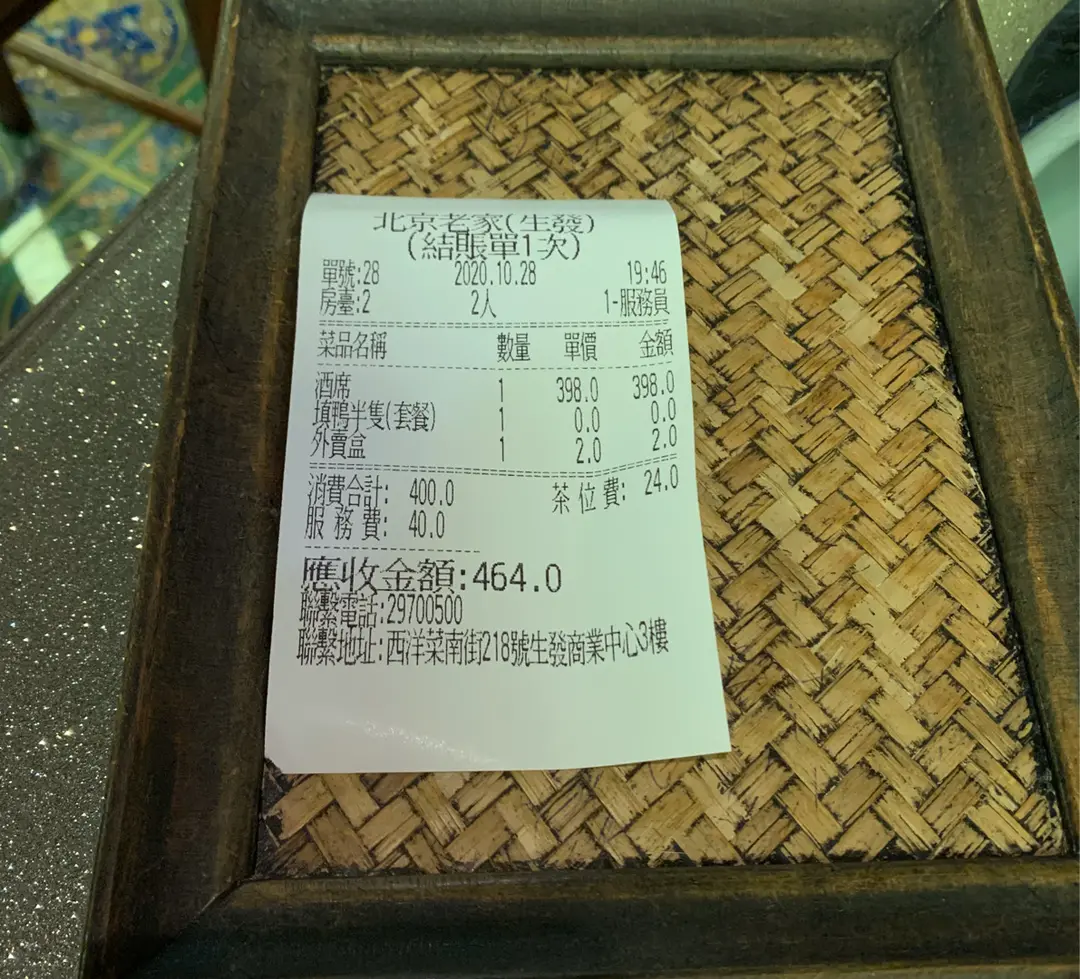 北京老家(生發)
(結賬單1次)
單號:28 2020.10.28 19:46
房臺:2 2人 1-服務員
菜品名稱 數量 單價 金額
酒席 1 398.0 398.0
填鴨半隻(套餐) 1 0.0 0.0
外賣盒 1 2.0 2.0
消費合計: 400.0 茶位費: 24.0
服務費: 40.0
應收金額:464.0
聯繫電話:29700500
聯繫地址:西洋菜南街218號生發商業中心3樓